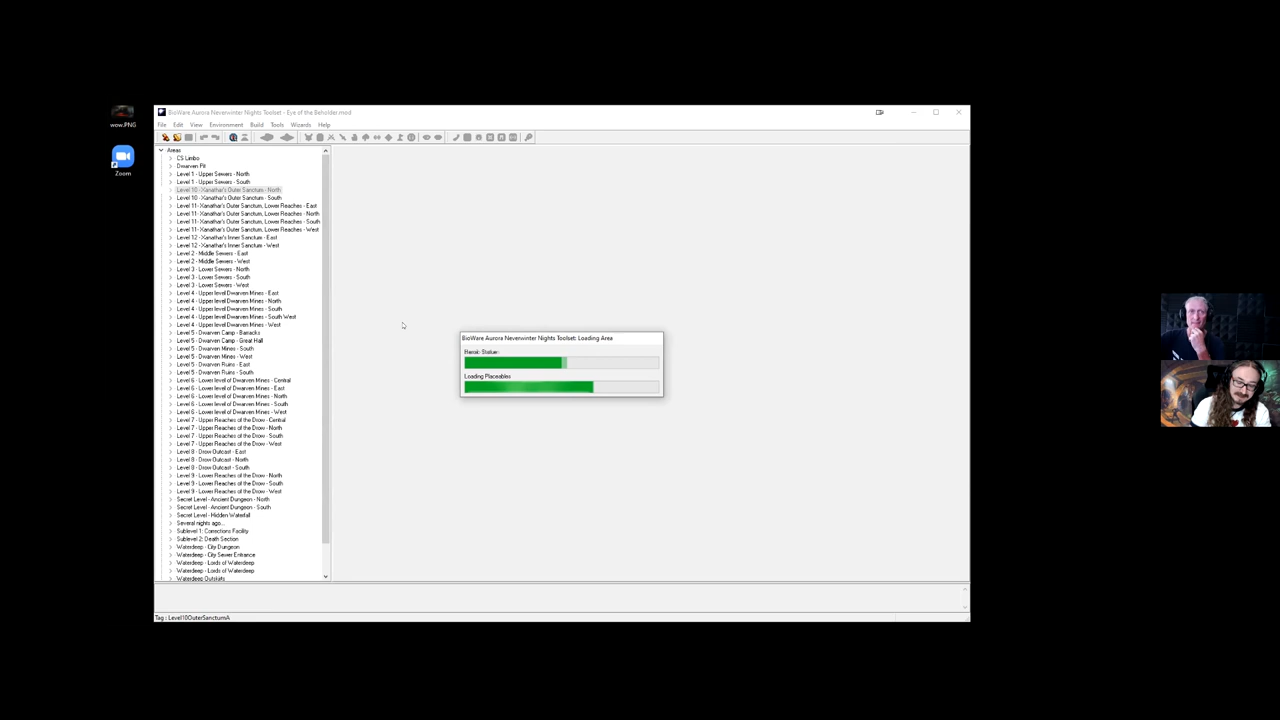 wow.PNG
Zoom
BioWare Aurora Neverwinter Nights Toolset - Eye of the Beholder.mod
File Edit View Environment Build Tools Wizards Help
Areas
CS Limbo
Dwarven Pit
Level 1 - Upper Sewers - North
Level 1 - Upper Sewers - South
Level 10 - Xanathar's Outer Sanctum - North
Level 10 - Xanathar's Outer Sanctum - South
Level 11- Xanathar's Outer Sanctum, Lower Reaches - East
Level 11- Xanathar's Outer Sanctum, Lower Reaches - North
Level 11- Xanathar's Outer Sanctum, Lower Reaches - South
Level 11- Xanathar's Outer Sanctum, Lower Reaches - West
Level 12 - Xanathar's Inner Sanctum - East
Level 12 - Xanathar's Inner Sanctum - West
Level 2 - Middle Sewers - East
Level 2 - Middle Sewers - West
Level 3 - Lower Sewers - North
Level 3 - Lower Sewers - South
Level 3 - Lower Sewers - West
Level 4 - Upper level Dwarven Mines - East
Level 4 - Upper level Dwarven Mines - North
Level 4 - Upper level Dwarven Mines - South
Level 4 - Upper level Dwarven Mines - South West
Level 4 - Upper level Dwarven Mines - West
Level 5 - Dwarven Camp - Barracks
Level 5 - Dwarven Camp - Great Hall
Level 5 - Dwarven Mines - South
Level 5 - Dwarven Mines - West
Level 5 - Dwarven Ruins - East
Level 5 - Dwarven Ruins - South
Level 6 - Lower level of Dwarven Mines - Central
Level 6 - Lower level of Dwarven Mines - East
Level 6 - Lower level of Dwarven Mines - North
Level 6 - Lower level of Dwarven Mines - South
Level 6 - Lower level of Dwarven Mines - West
Level 7 - Upper Reaches of the Drow - Central
Level 7 - Upper Reaches of the Drow - North
Level 7 - Upper Reaches of the Drow - South
Level 7 - Upper Reaches of the Drow - West
Level 8 - Drow Outcast - East
Level 8 - Drow Outcast - North
Level 8 - Drow Outcast - South
Level 9 - Lower Reaches of the Drow - North
Level 9 - Lower Reaches of the Drow - South
Level 9 - Lower Reaches of the Drow - West
Secret Level - Ancient Dungeon - North
Secret Level - Ancient Dungeon - South
Secret Level - Hidden Waterfall
Several nights ago...
Sublevel 1: Corrections Facility
Sublevel 2: Death Section
Waterdeep - City Dungeon
Waterdeep - City Sewer Entrance
Waterdeep - Lords of Waterdeep
Waterdeep - Lords of Waterdeep
Waterdeep Outskirts
BioWare Aurora Neverwinter Nights Toolset: Loading Area
Heroic Statue
Loading Placeables
Tag : Level10OuterSanctumA